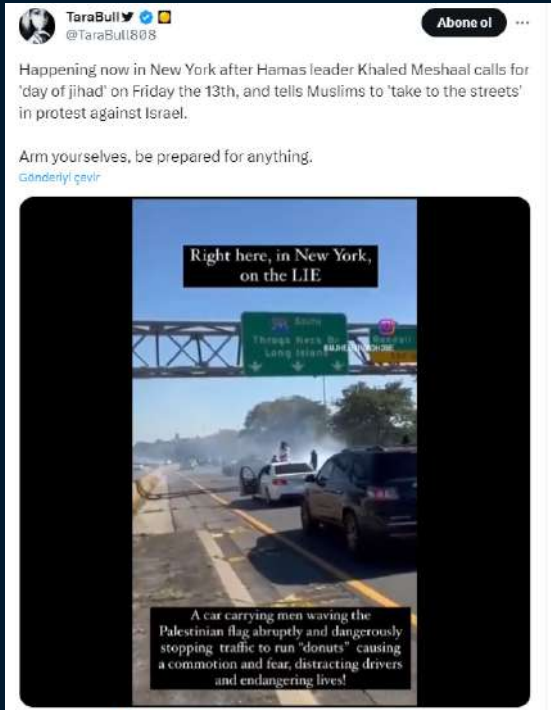 TaraBull
@TaraBull808
Abone ol
Happening now in New York after Hamas leader Khaled Meshaal calls for
'day of jihad' on Friday the 13th, and tells Muslims to 'take to the streets'
in protest against Israel.
Arm yourselves, be prepared for anything.
Gönderiyi çevir
Right here, in New York,
on the LIE
South
Throgs Neck Br
Long Island
A car carrying men waving the
Palestinian flag abruptly and dangerously
stopping traffic to run "donuts" causing
a commotion and fear, distracting drivers
and endangering lives!